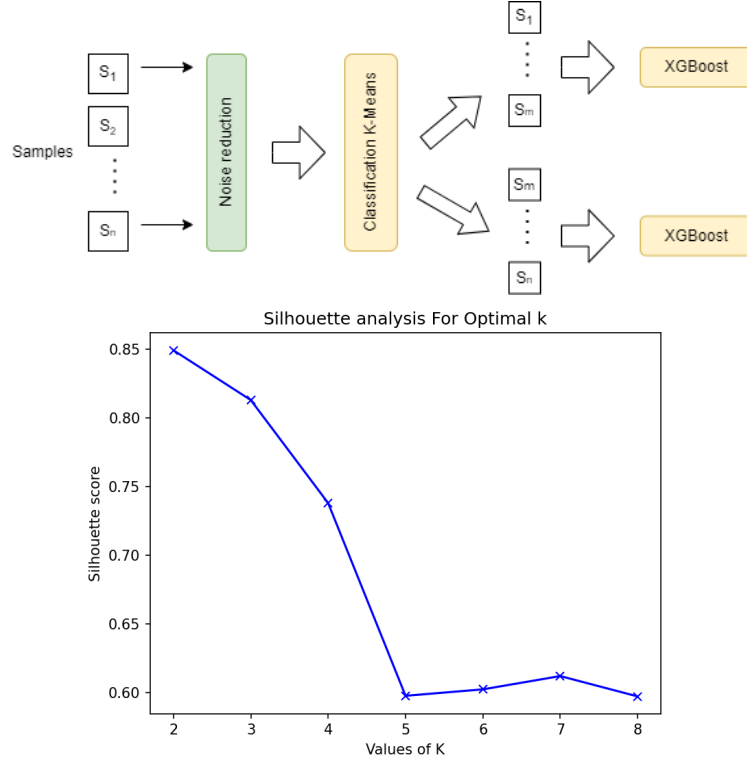 S1
S1
S2
Samples
Sn
Noise reduction
Classification K-Means
Sm
Sm
Sn
XGBoost
XGBoost
Silhouette analysis For Optimal k
Silhouette score
0.85
0.80
0.75
0.70
0.65
0.60
2 3 4 5 6 7 8
Values of K